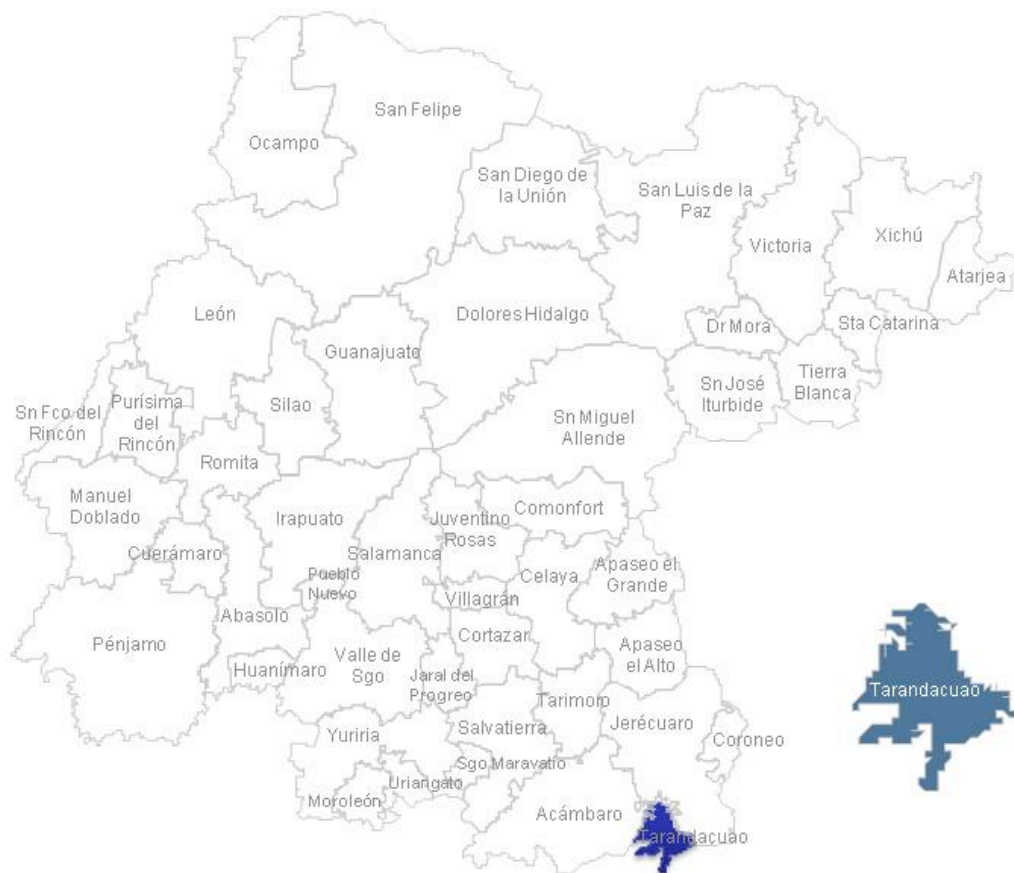 San Felipe
Ocampo
San Diego de
la Unión
San Luis de la
Paz
Xichú
Victoria
Atarjea
León
Dolores Hidalgo
Dr Mora
Sta Catarina
Guanajuato
Tierra
Blanca
Sn José
Iturbide
Silao
Purísima
del
Rincón
Sn Fco del
Rincón
Sn Miguel
Allende
Romita
Manuel
Doblado
Irapuato
Juventino
Rosas
Comonfort
Cuerámaro
Salamanca
Apaseo el
Grande
Celaya
Pueblo
Nuevo
Villagrán
Abasolo
Pénjamo
Cortazar
Apaseo
el Alto
Huanímaro
Valle de
Sgo
Jaral del
Progreo
Tarandacuao
Tarimoro
Jerécuaro
Salvatierra
Yuriria
Coroneo
Sgo Maravatío
Uriangato
Moroleón
Acámbaro
Tarandacuao